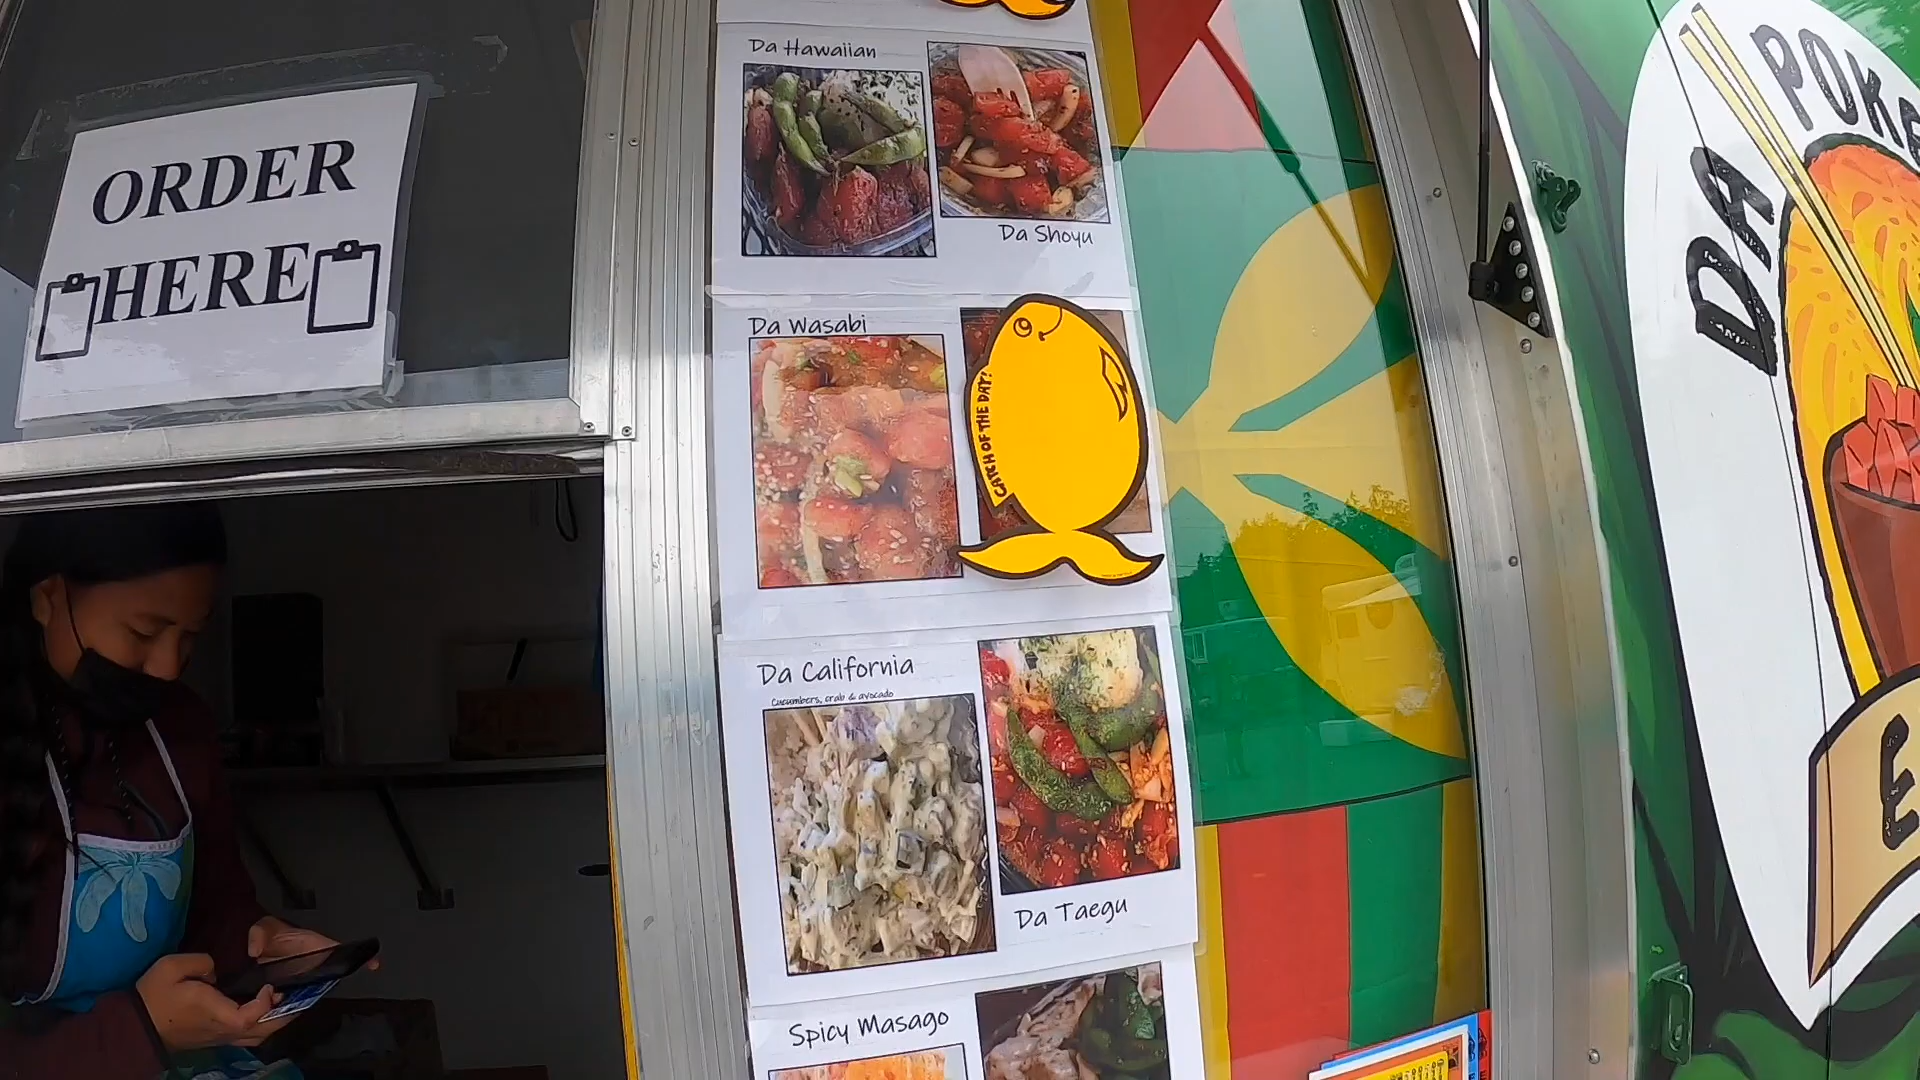 ORDER
HERE
Da Hawaiian
Da Shoyu
Da Wasabi
CATCH OF THE DAY!
Da California
Cucumbers, crab & avocado
Da Taegu
Spicy Masago
DA POKE
E